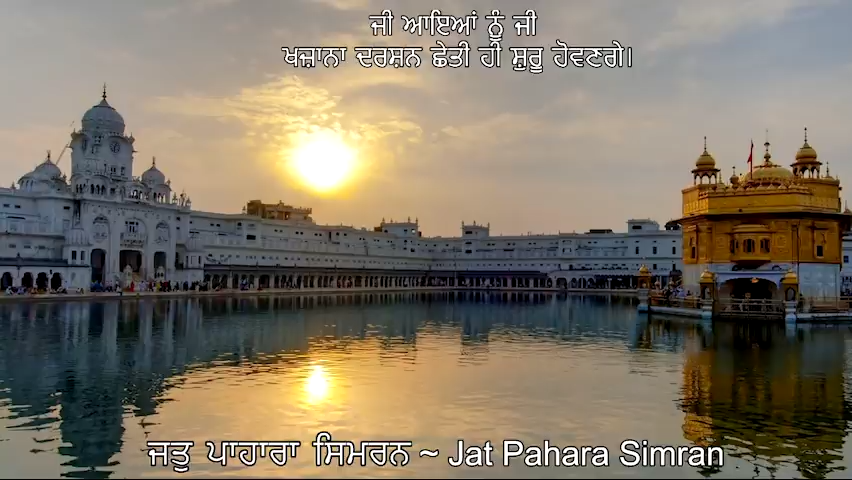 ਜੀ ਆਇਆਂ ਨੂੰ ਜੀ
ਖਜ਼ਾਨਾ ਦਰਸ਼ਨ ਛੇਤੀ ਹੀ ਸ਼ੁਰੂ ਹੋਵਣਗੇ।
ਜਤੁ ਪਾਹਾਰਾ ਸਿਮਰਨ ~ Jat Pahara Simran